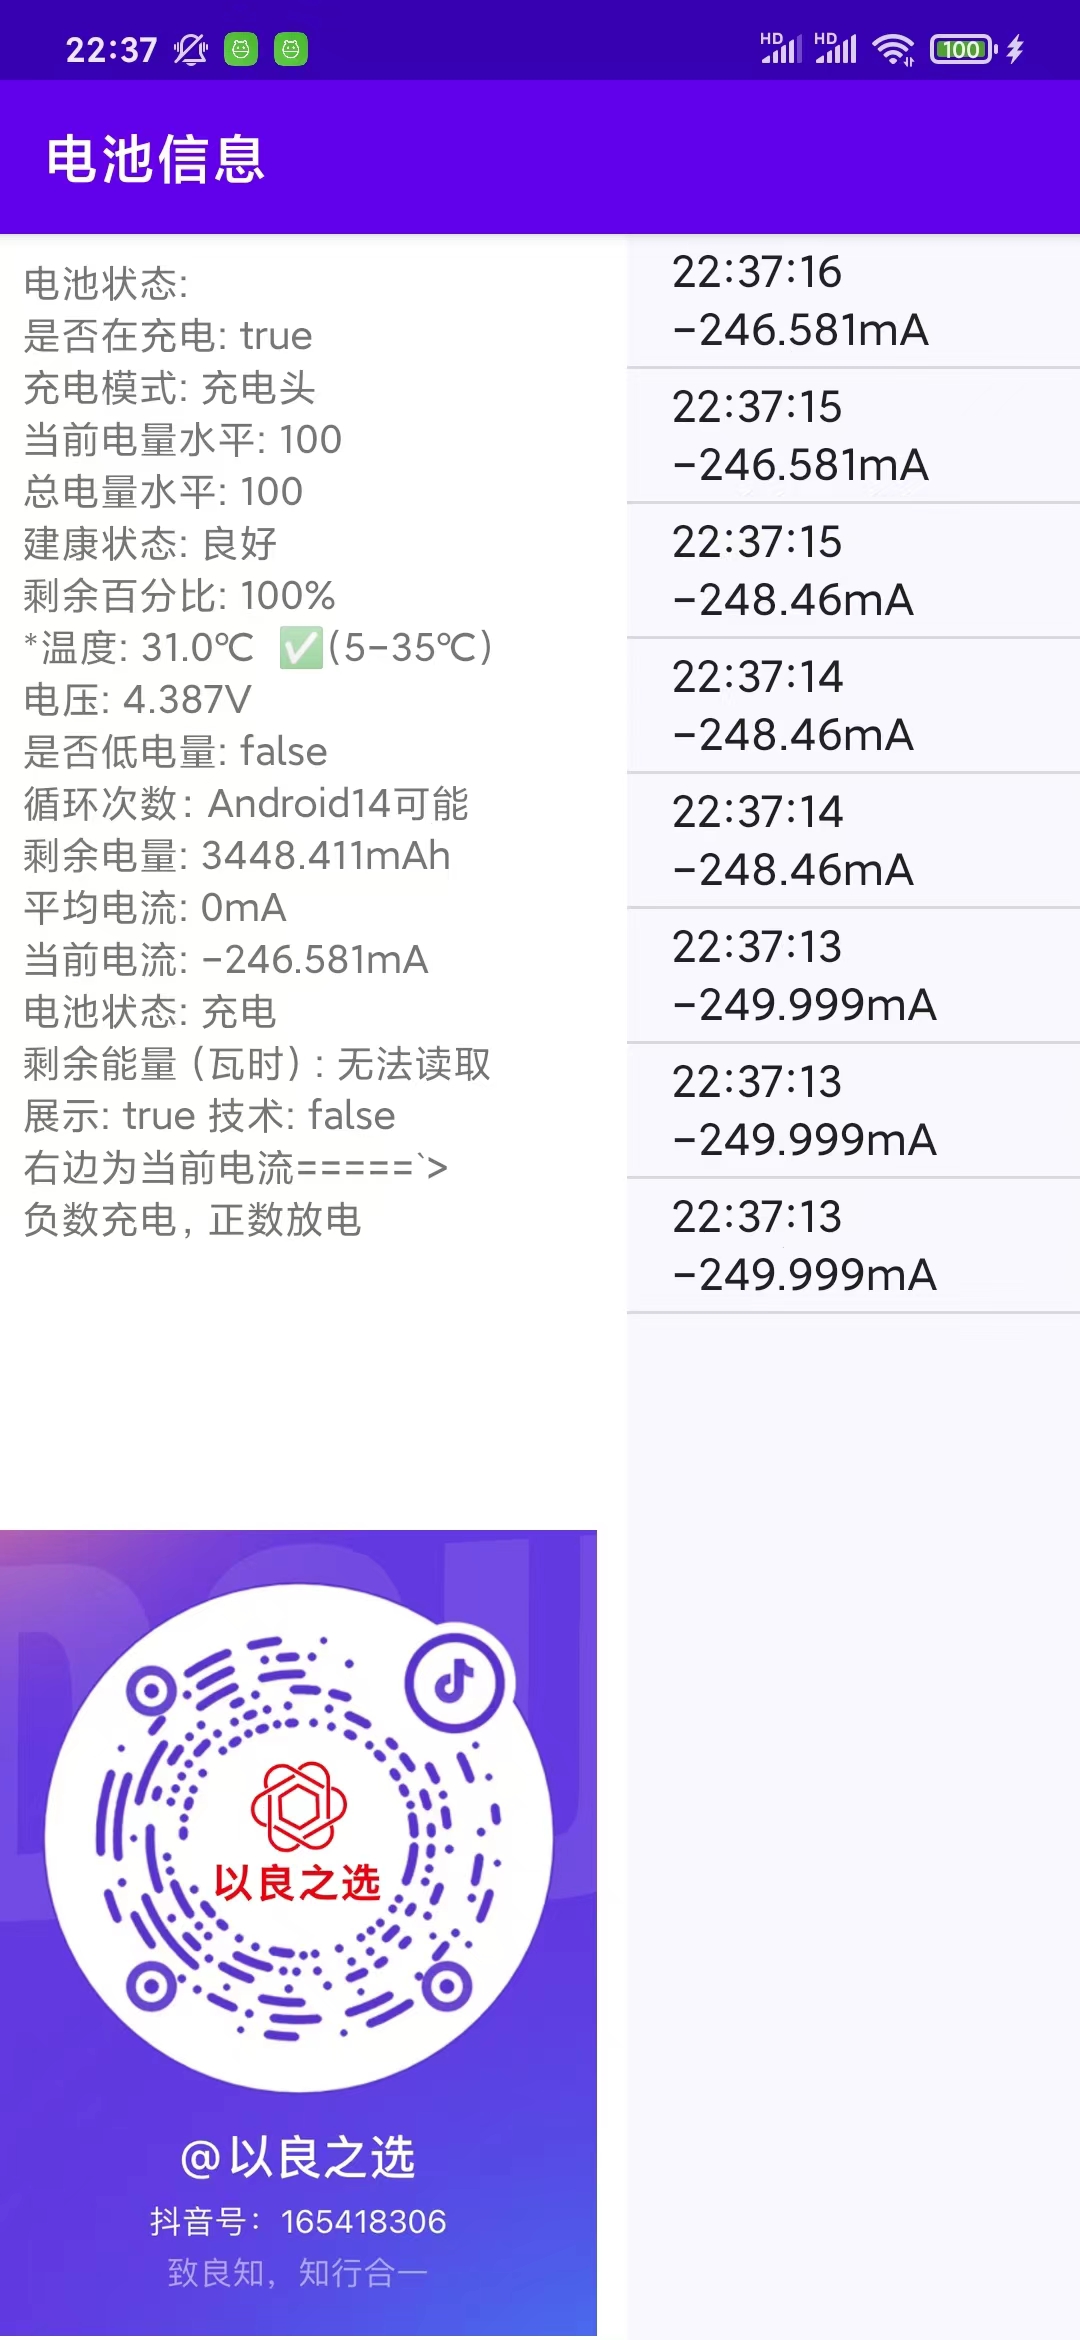 22:37
HD
HD
100
电池信息
电池状态:
是否在充电: true
充电模式: 充电头
当前电量水平: 100
总电量水平: 100
建康状态: 良好
剩余百分比: 100%
*温度: 31.0℃ ✅(5-35℃)
电压: 4.387V
是否低电量: false
循环次数: Android14可能
剩余电量: 3448.411mAh
平均电流: 0mA
当前电流: -246.581mA
电池状态: 充电
剩余能量（瓦时）: 无法读取
展示: true 技术: false
右边为当前电流=====`>
负数充电, 正数放电
22:37:16
-246.581mA
22:37:15
-246.581mA
22:37:15
-248.46mA
22:37:14
-248.46mA
22:37:14
-248.46mA
22:37:13
-249.999mA
22:37:13
-249.999mA
22:37:13
-249.999mA
以良之选
@以良之选
抖音号：165418306
致良知，知行合一